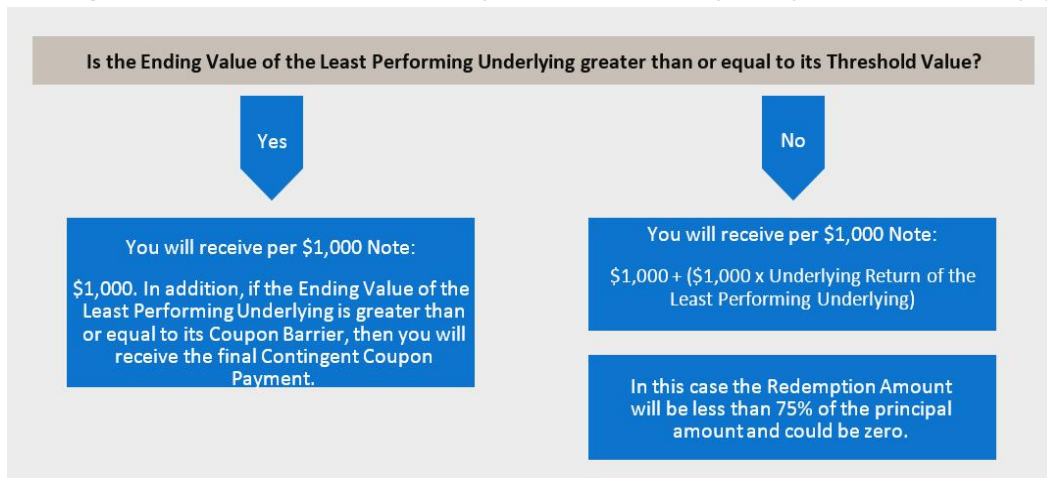 Is the Ending Value of the Least Performing Underlying greater than or equal to its Threshold Value?
Yes
No
You will receive per $1,000 Note:
$1,000. In addition, if the Ending Value of the
Least Performing Underlying is greater than
or equal to its Coupon Barrier, then you will
receive the final Contingent Coupon
Payment.
You will receive per $1,000 Note:
$1,000 + ($1,000 x Underlying Return of the
Least Performing Underlying)
In this case the Redemption Amount
will be less than 75% of the principal
amount and could be zero.